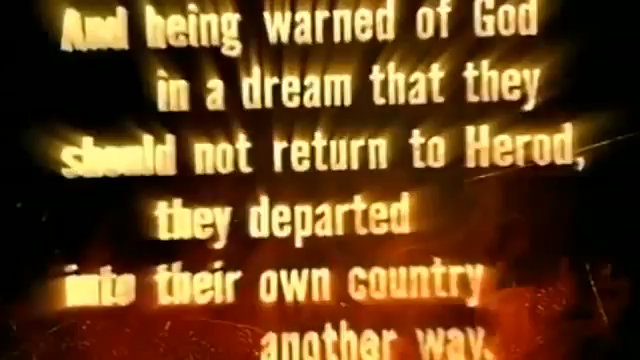 And being warned of God
in a dream that they
should not return to Herod,
they departed
into their own country
another way.